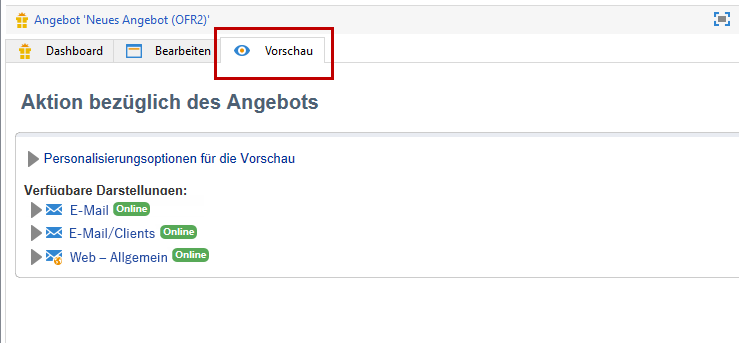 Angebot 'Neues Angebot (OFR2)'
Dashboard Bearbeiten Vorschau
Aktion bezüglich des Angebots
Personalisierungsoptionen für die Vorschau
Verfügbare Darstellungen:
E-Mail Online
E-Mail/Clients Online
Web – Allgemein Online